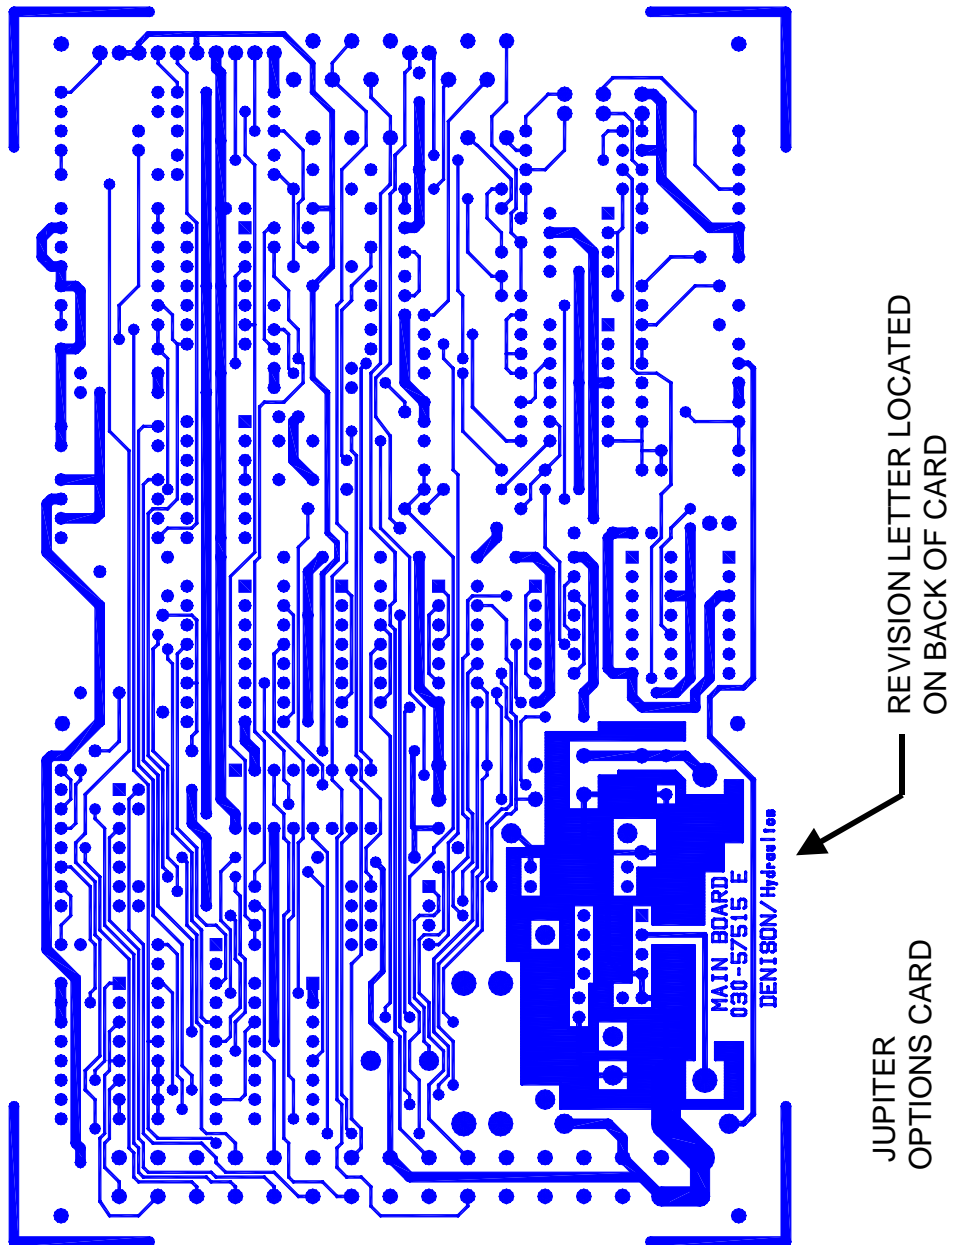 MAIN BOARD
030-57515 E
DENISON/Hydraulics
REVISION LETTER LOCATED
ON BACK OF CARD
JUPITER
OPTIONS CARD